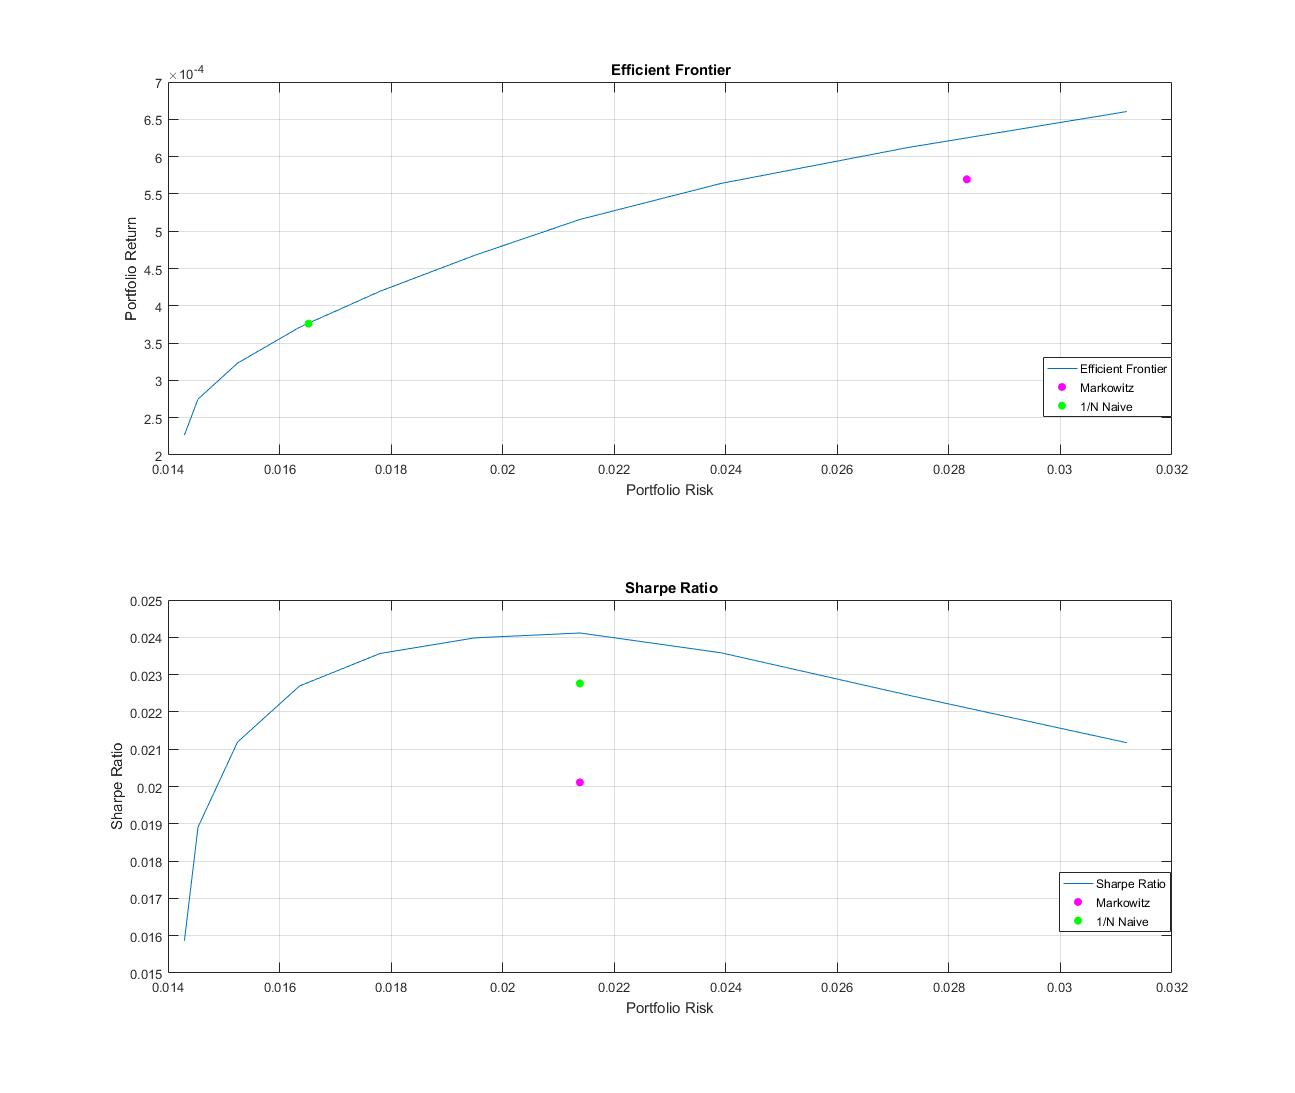 Efficient Frontier
×10-4
7
6.5
6
5.5
5
4.5
4
3.5
3
2.5
2
Portfolio Return
Efficient Frontier
Markowitz
1/N Naive
0.014 0.016 0.018 0.02 0.022 0.024 0.026 0.028 0.03 0.032
Portfolio Risk
Sharpe Ratio
0.025
0.024
0.023
0.022
0.021
0.02
0.019
0.018
0.017
0.016
0.015
Sharpe Ratio
Sharpe Ratio
Markowitz
1/N Naive
0.014 0.016 0.018 0.02 0.022 0.024 0.026 0.028 0.03 0.032
Portfolio Risk